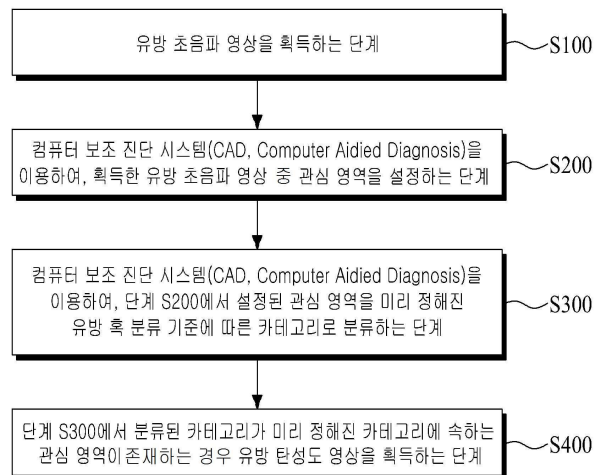 유방 초음파 영상을 획득하는 단계
S100
컴퓨터 보조 진단 시스템(CAD, Computer Aidied Diagnosis)을
이용하여, 획득한 유방 초음파 영상 중 관심 영역을 설정하는 단계
S200
컴퓨터 보조 진단 시스템(CAD, Computer Aidied Diagnosis)을
이용하여, 단계 S200에서 설정된 관심 영역을 미리 정해진
유방 혹 분류 기준에 따른 카테고리로 분류하는 단계
S300
단계 S300에서 분류된 카테고리가 미리 정해진 카테고리에 속하는
관심 영역이 존재하는 경우 유방 탄성도 영상을 획득하는 단계
S400